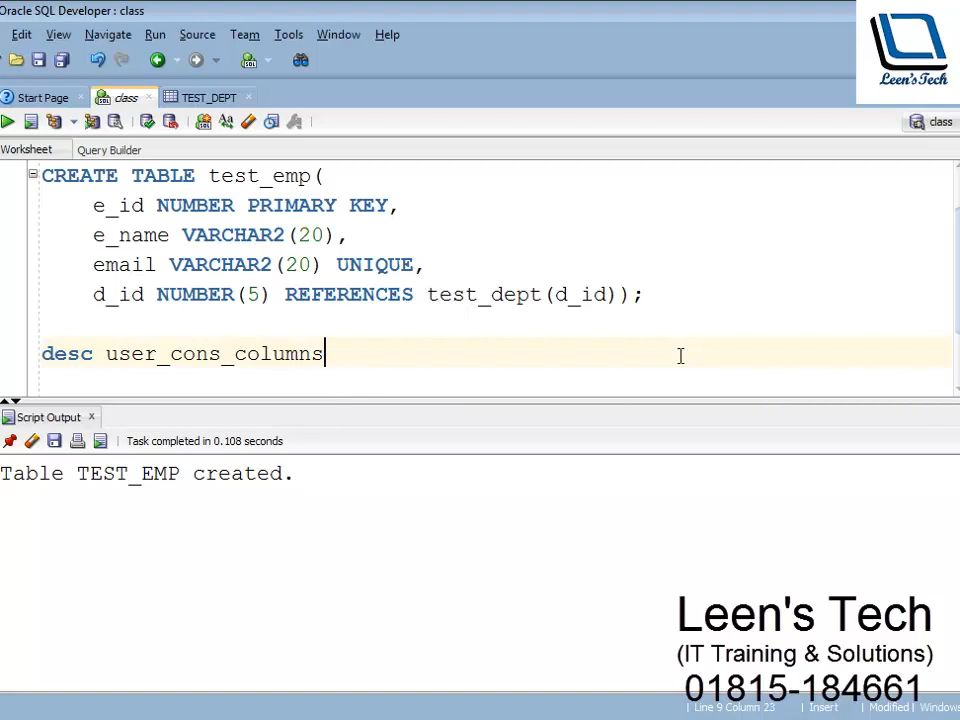 Oracle SQL Developer : class
Edit View Navigate Run Source Team Tools Window Help
Leen'sTech
Start Page class TEST_DEPT
class
Worksheet Query Builder
CREATE TABLE test_emp(
e_id NUMBER PRIMARY KEY,
e_name VARCHAR2(20),
email VARCHAR2(20) UNIQUE,
d_id NUMBER(5) REFERENCES test_dept(d_id));
desc user_cons_columns
Script Output x
Task completed in 0.108 seconds
Table TEST_EMP created.
Leen's Tech
(IT Training & Solutions)
01815-184661
Line 9 Column 23 Insert Modified Windows